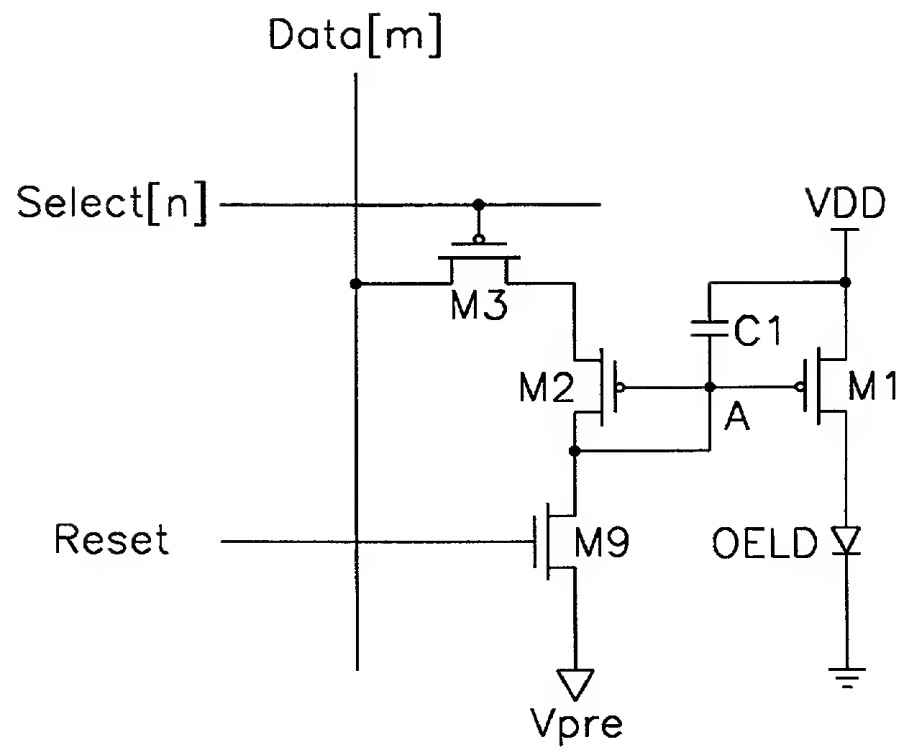 Data[m]
Select[n]
VDD
M3
C1
M2
M1
A
Reset
M9
OELD
Vpre